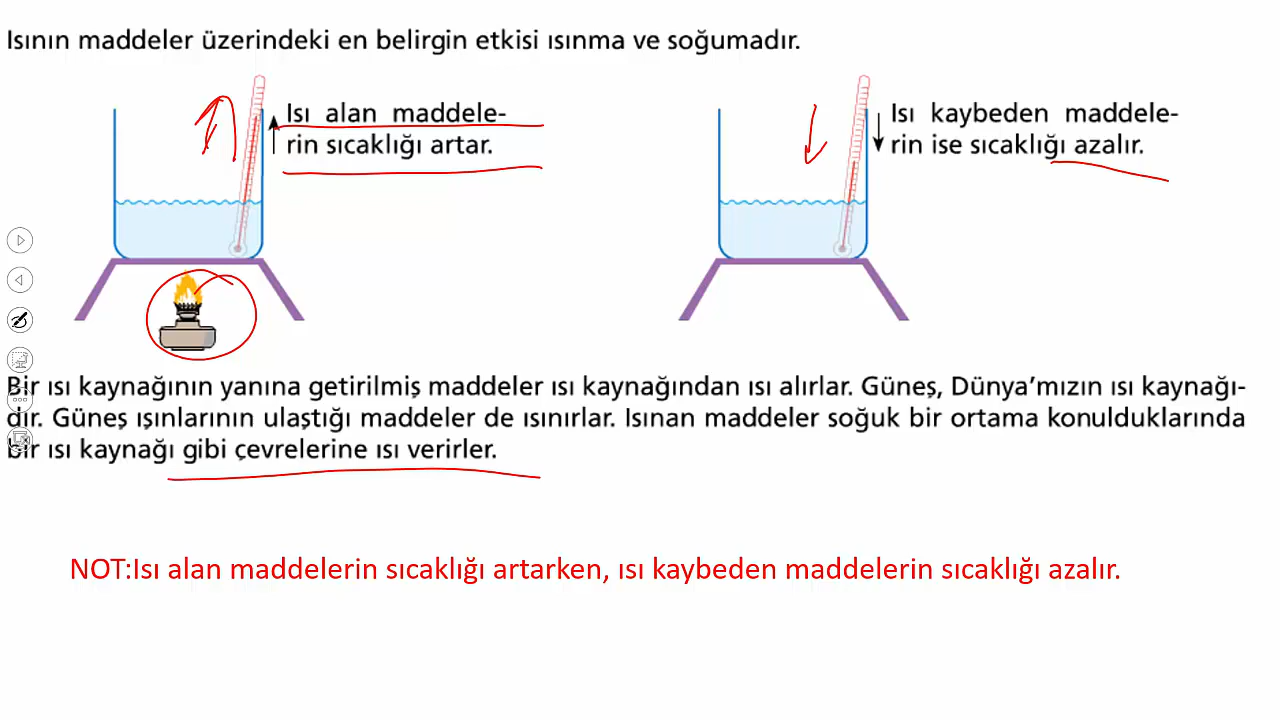 Isının maddeler üzerindeki en belirgin etkisi ısınma ve soğumadır.
Isı alan maddele-
rin sıcaklığı artar.
Isı kaybeden maddele-
rin ise sıcaklığı azalır.
Bir ısı kaynağının yanına getirilmiş maddeler ısı kaynağından ısı alırlar. Güneş, Dünya’mızın ısı kaynağı-
dır. Güneş ışınlarının ulaştığı maddeler de ısınırlar. Isınan maddeler soğuk bir ortama konulduklarında
bir ısı kaynağı gibi çevrelerine ısı verirler.
NOT:Isı alan maddelerin sıcaklığı artarken, ısı kaybeden maddelerin sıcaklığı azalır.